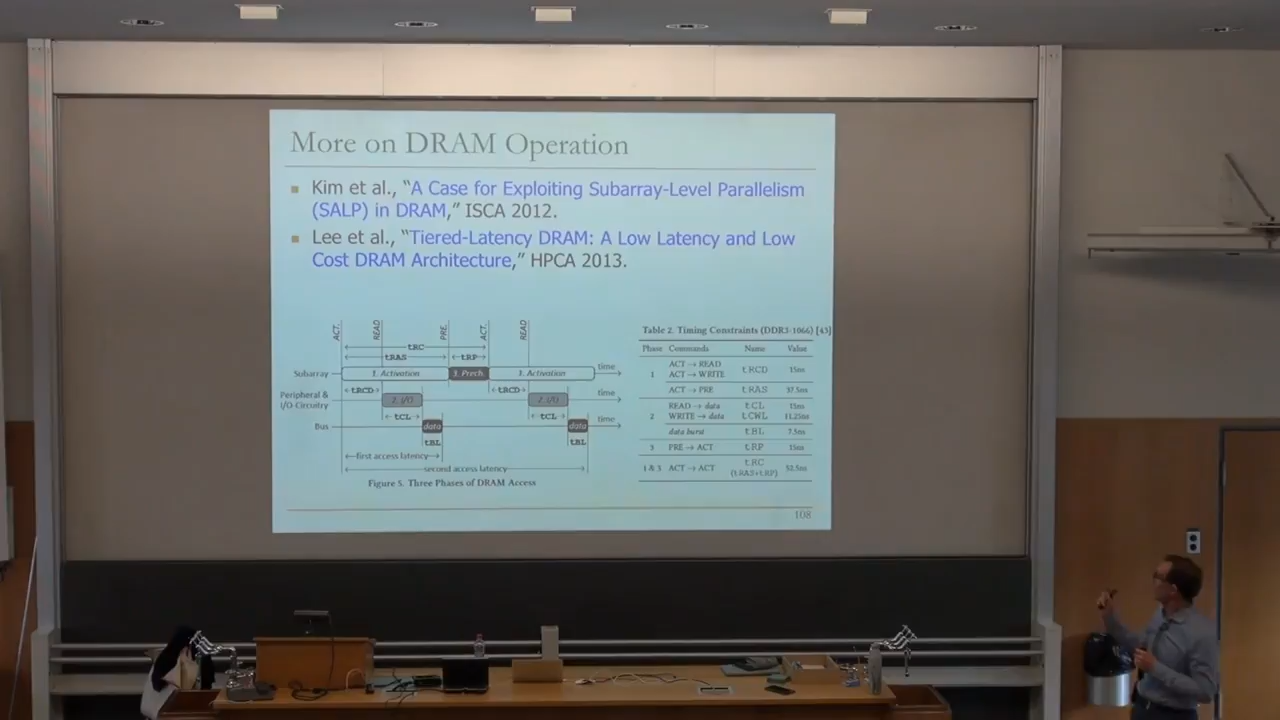 More on DRAM Operation
Kim et al., “A Case for Exploiting Subarray-Level Parallelism
(SALP) in DRAM,” ISCA 2012.
Lee et al., “Tiered-Latency DRAM: A Low Latency and Low
Cost DRAM Architecture,” HPCA 2013.
ACT. READ PRE. ACT. READ
tRC
tRAS tRP
Subarray 1. Activation 3. Prech. 1. Activation time
tRCD tRCD
Peripheral &
I/O Circuitry 2. I/O 2. I/O time
tCL tCL
Bus data data time
tBL tBL
first access latency
second access latency
Figure 5. Three Phases of DRAM Access
Table 2. Timing Constraints (DDR3-1066) [43]
Phase Commands Name Value
1 ACT → READ
ACT → WRITE tRCD 15ns
ACT → PRE tRAS 37.5ns
2 READ → data tCL 15ns
WRITE → data tCWL 11.25ns
data burst tBL 7.5ns
3 PRE → ACT tRP 15ns
1 & 3 ACT → ACT tRC
(tRAS+tRP) 52.5ns
108